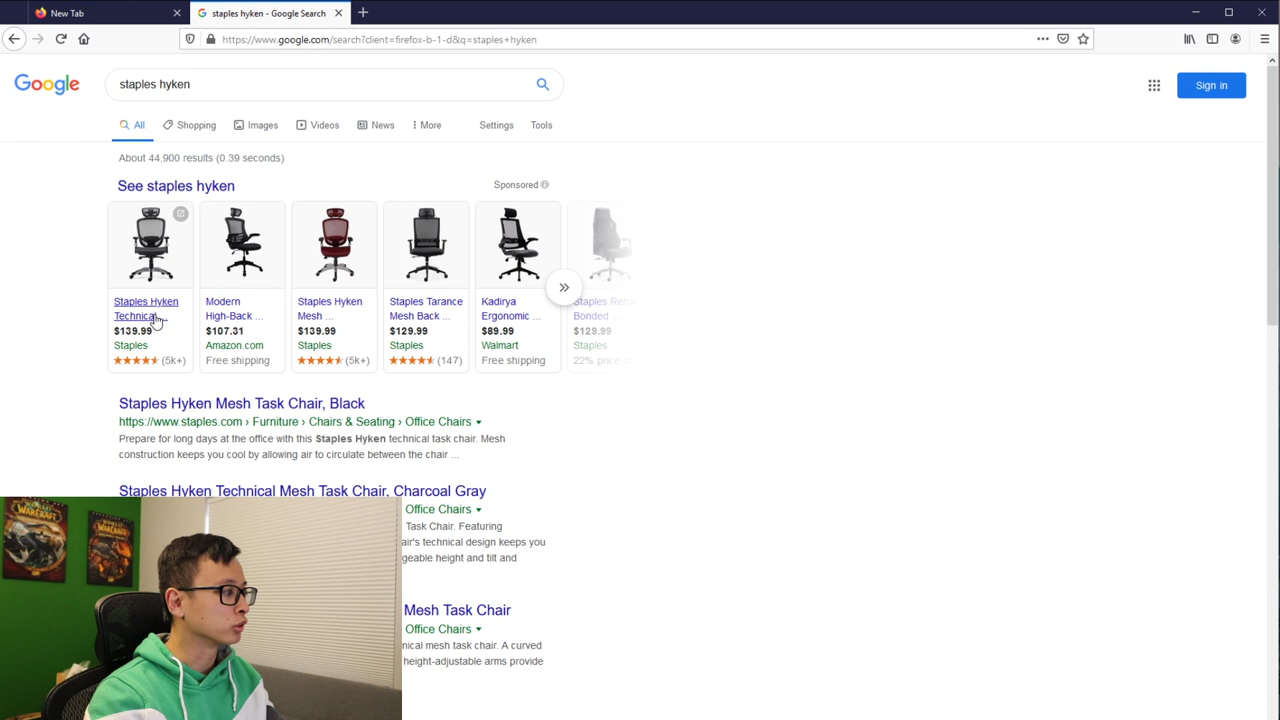 New Tab
staples hyken - Google Search
https://www.google.com/search?client=firefox-b-1-d&q=staples+hyken
Google
staples hyken
Sign in
All Shopping Images Videos News More Settings Tools
About 44,900 results (0.39 seconds)
See staples hyken
Sponsored
Staples Hyken
Technical ...
$139.99
Staples
(5k+)
Modern
High-Back ...
$107.31
Amazon.com
Free shipping
Staples Hyken
Mesh ...
$139.99
Staples
(5k+)
Staples Tarance
Mesh Back ...
$129.99
Staples
(147)
Kadirya
Ergonomic ...
$89.99
Walmart
Free shipping
Staples
Bonded ...
$129.99
Staples
22% price
Staples Hyken Mesh Task Chair, Black
https://www.staples.com › Furniture › Chairs & Seating › Office Chairs
Prepare for long days at the office with this Staples Hyken technical task chair. Mesh
construction keeps you cool by allowing air to circulate between the chair ...
Staples Hyken Technical Mesh Task Chair, Charcoal Gray
Office Chairs
Task Chair. Featuring
air's technical design keeps you
geable height and tilt and
Mesh Task Chair
Office Chairs
nical mesh task chair. A curved
height-adjustable arms provide
WARCRAFT
WARCRAFT